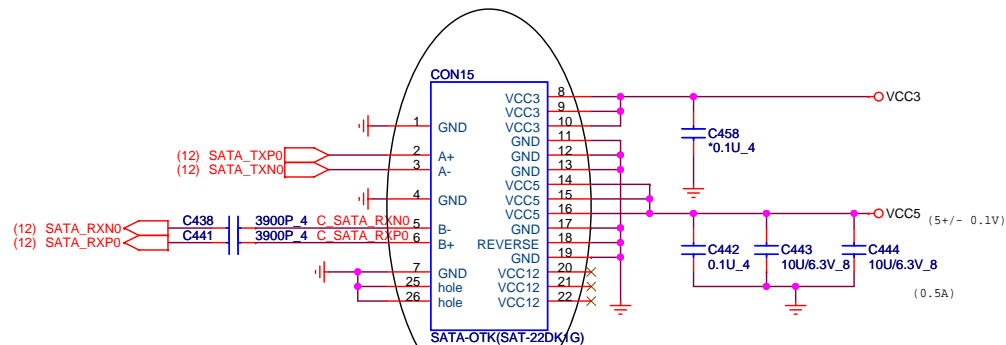 CON15
1 GND
(12) SATA_TXP0 2 A+
(12) SATA_TXN0 3 A-
4 GND
(12) SATA_RXN0 C438 3900P_4 C_SATA_RXN0 5 B-
(12) SATA_RXP0 C441 3900P_4 C_SATA_RXP0 6 B+
7 GND
25 hole
26 hole
VCC3 8
VCC3 9
VCC3 10
GND 11
GND 12
GND 13
VCC5 14
VCC5 15
VCC5 16
GND 17
REVERSE 18
GND 19
VCC12 20
VCC12 21
VCC12 22
SATA-OTK(SAT-22DK1G)
VCC3
C458
*0.1U_4
VCC5
(5+/- 0.1V)
C442
0.1U_4
C443
10U/6.3V_8
C444
10U/6.3V_8
(0.5A)